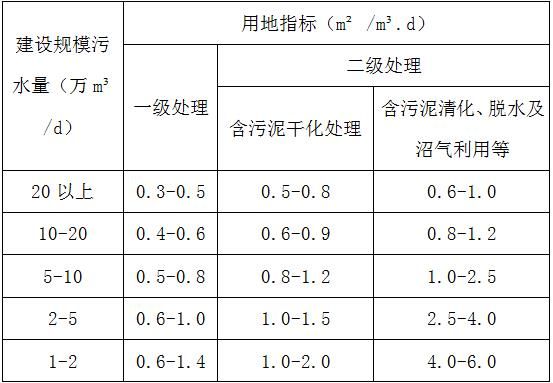 建设规模污
水量（万m³
/d）
用地指标（m² /m³.d）
一级处理
二级处理
含污泥干化处理
含污泥清化、脱水及
沼气利用等
20以上 0.3-0.5 0.5-0.8 0.6-1.0
10-20 0.4-0.6 0.6-0.9 0.8-1.2
5-10 0.5-0.8 0.8-1.2 1.0-2.5
2-5 0.6-1.0 1.0-1.5 2.5-4.0
1-2 0.6-1.4 1.0-2.0 4.0-6.0